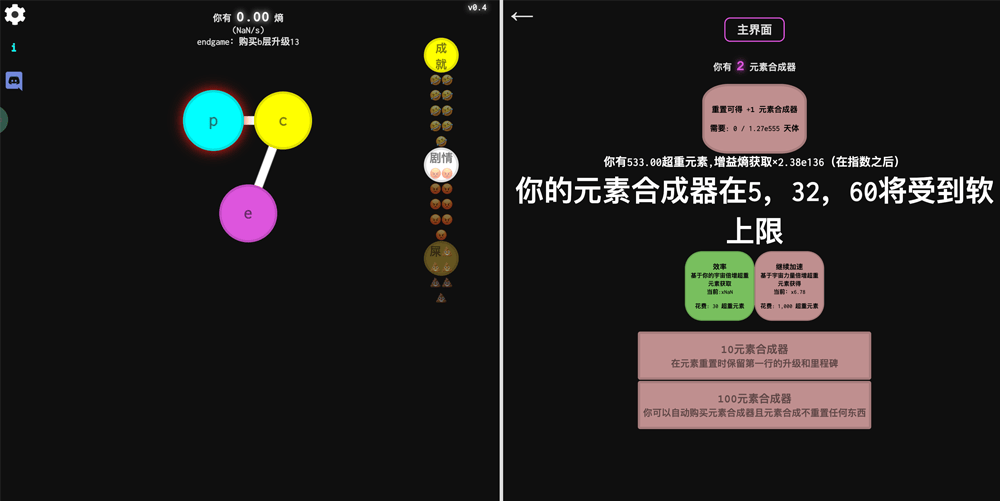 v0.4
你有 0.00 熵
(NaN/s)
endgame: 购买b层升级13
i
p
c
e
成
就
剧情
屎
←
主界面
你有 2 元素合成器
重置可得 +1 元素合成器
需要: 0 / 1.27e555 天体
你有533.00超重元素,增益熵获取×2.38e136 (在指数之后)
你的元素合成器在5, 32, 60将受到软
上限
效率
基于你的宇宙倍增超重
元素获取
当前:xNaN
花费: 30 超重元素
继续加速
基于宇宙力量倍增超重
元素获得
当前: x6.78
花费: 1,000 超重元素
10元素合成器
在元素重置时保留第一行的升级和里程碑
100元素合成器
你可以自动购买元素合成器且元素合成不重置任何东西